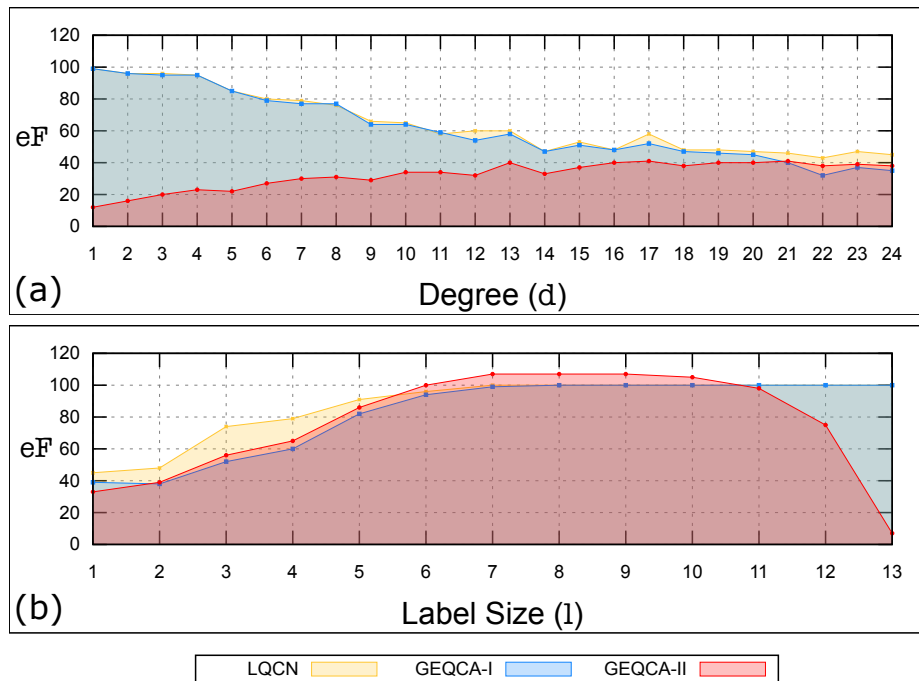 120
100
80
60
40
20
0
eF
1 2 3 4 5 6 7 8 9 10 11 12 13 14 15 16 17 18 19 20 21 22 23 24
(a)
Degree (d)
120
100
80
60
40
20
0
eF
1 2 3 4 5 6 7 8 9 10 11 12 13
(b)
Label Size (l)
LQCN GEQCA-I GEQCA-II